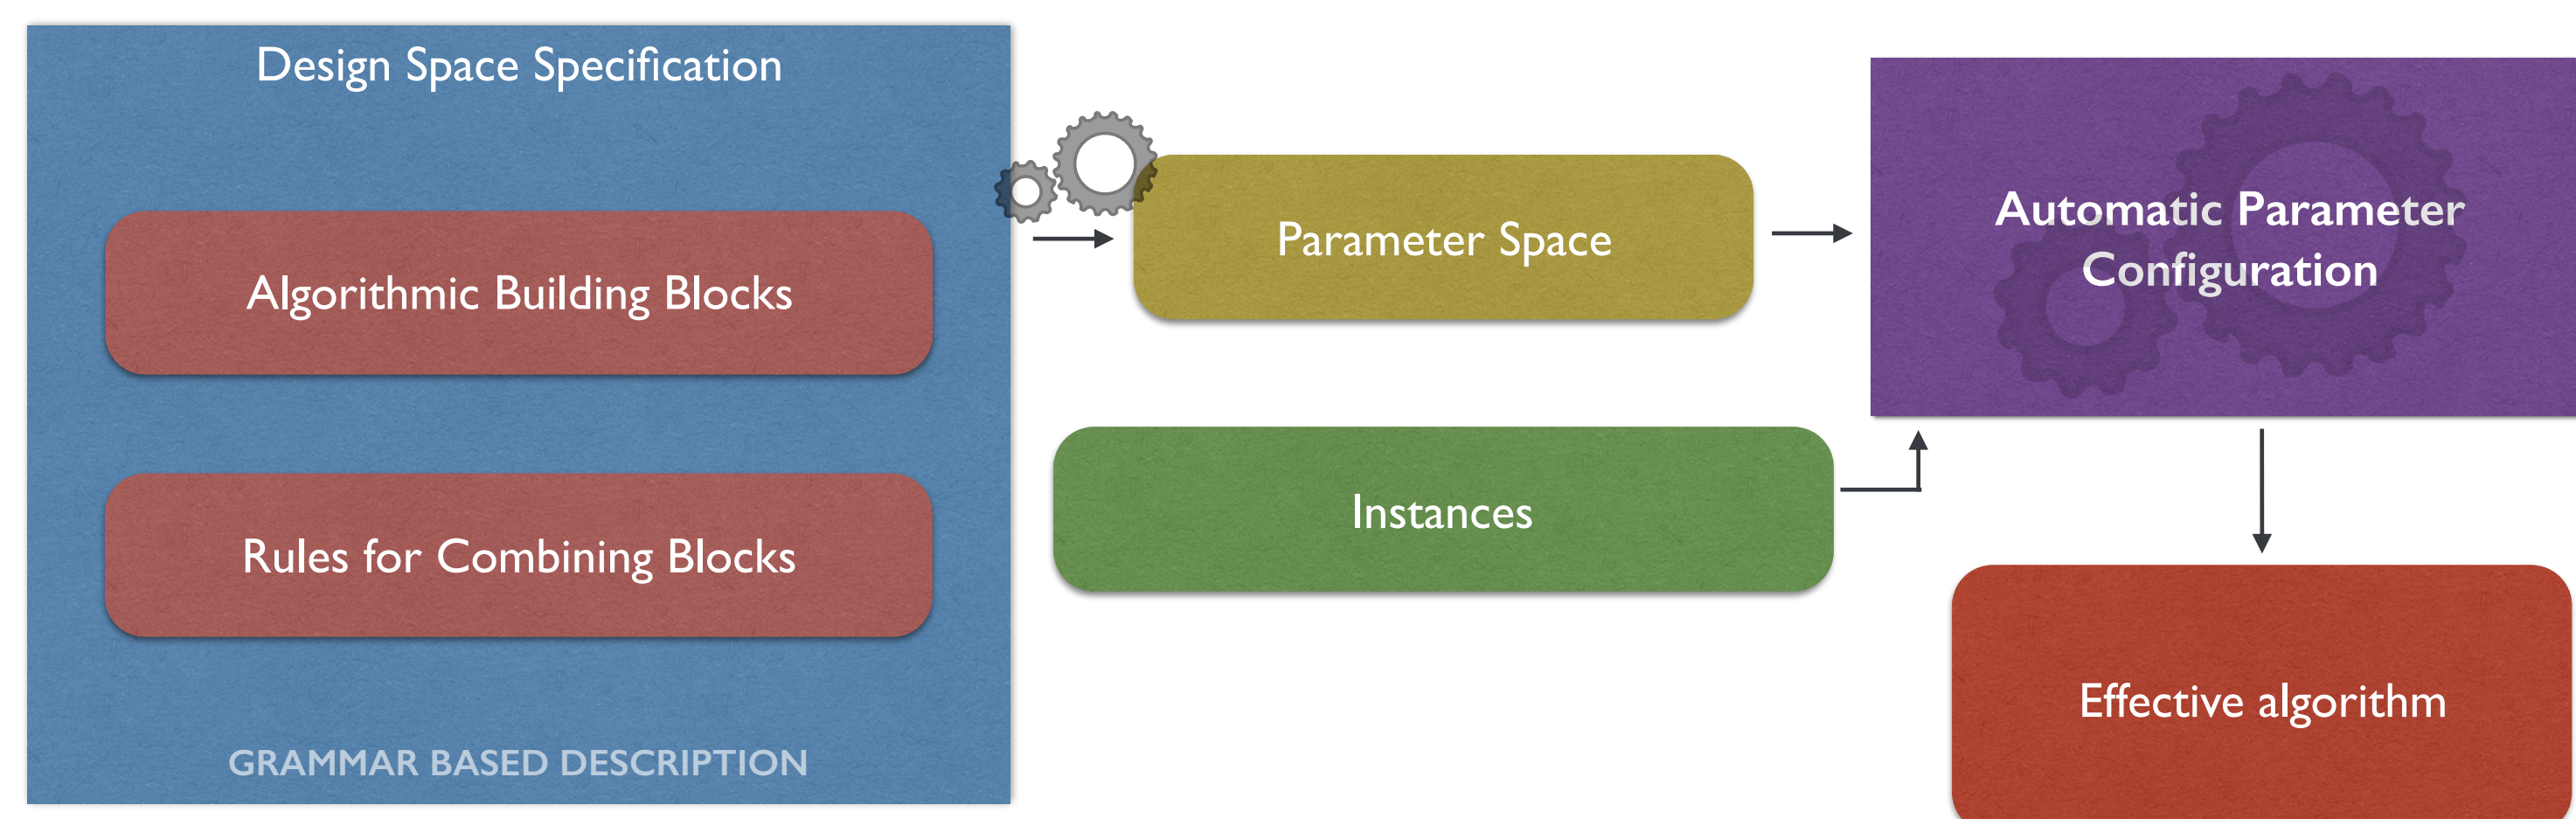 Design Space Specification
Algorithmic Building Blocks
Rules for Combining Blocks
GRAMMAR BASED DESCRIPTION
Parameter Space
Instances
Automatic Parameter
Configuration
Effective algorithm